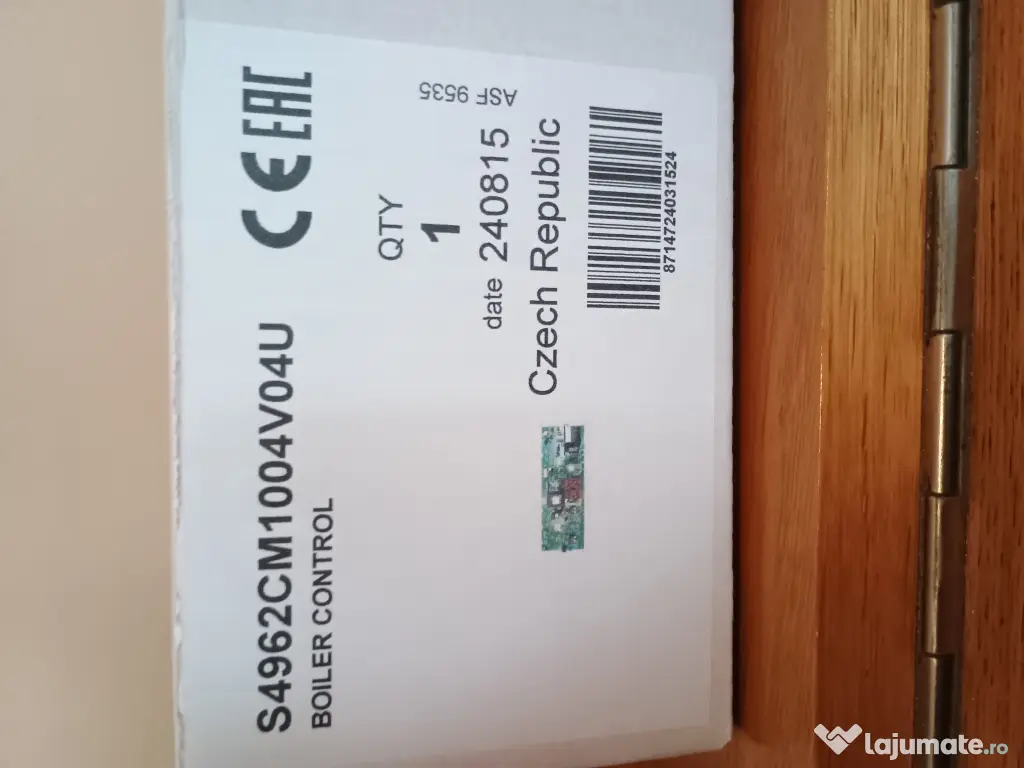 S4962CM1004V04U
BOILER CONTROL
CE EAC
QTY
1
date 240815
Czech Republic
ASF 9535
8714724031524
lajumate.ro